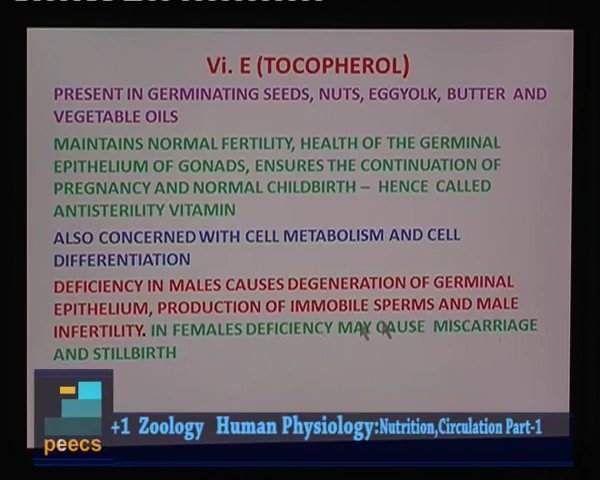 Vi. E (TOCOPHEROL)
PRESENT IN GERMINATING SEEDS, NUTS, EGGYOLK, BUTTER AND
VEGETABLE OILS
MAINTAINS NORMAL FERTILITY, HEALTH OF THE GERMINAL
EPITHELIUM OF GONADS, ENSURES THE CONTINUATION OF
PREGNANCY AND NORMAL CHILDBIRTH – HENCE CALLED
ANTISTERILITY VITAMIN
ALSO CONCERNED WITH CELL METABOLISM AND CELL
DIFFERENTIATION
DEFICIENCY IN MALES CAUSES DEGENERATION OF GERMINAL
EPITHELIUM, PRODUCTION OF IMMOBILE SPERMS AND MALE
INFERTILITY. IN FEMALES DEFICIENCY MAY CAUSE MISCARRIAGE
AND STILLBIRTH
peecs
+1 Zoology Human Physiology:Nutrition,Circulation Part-1